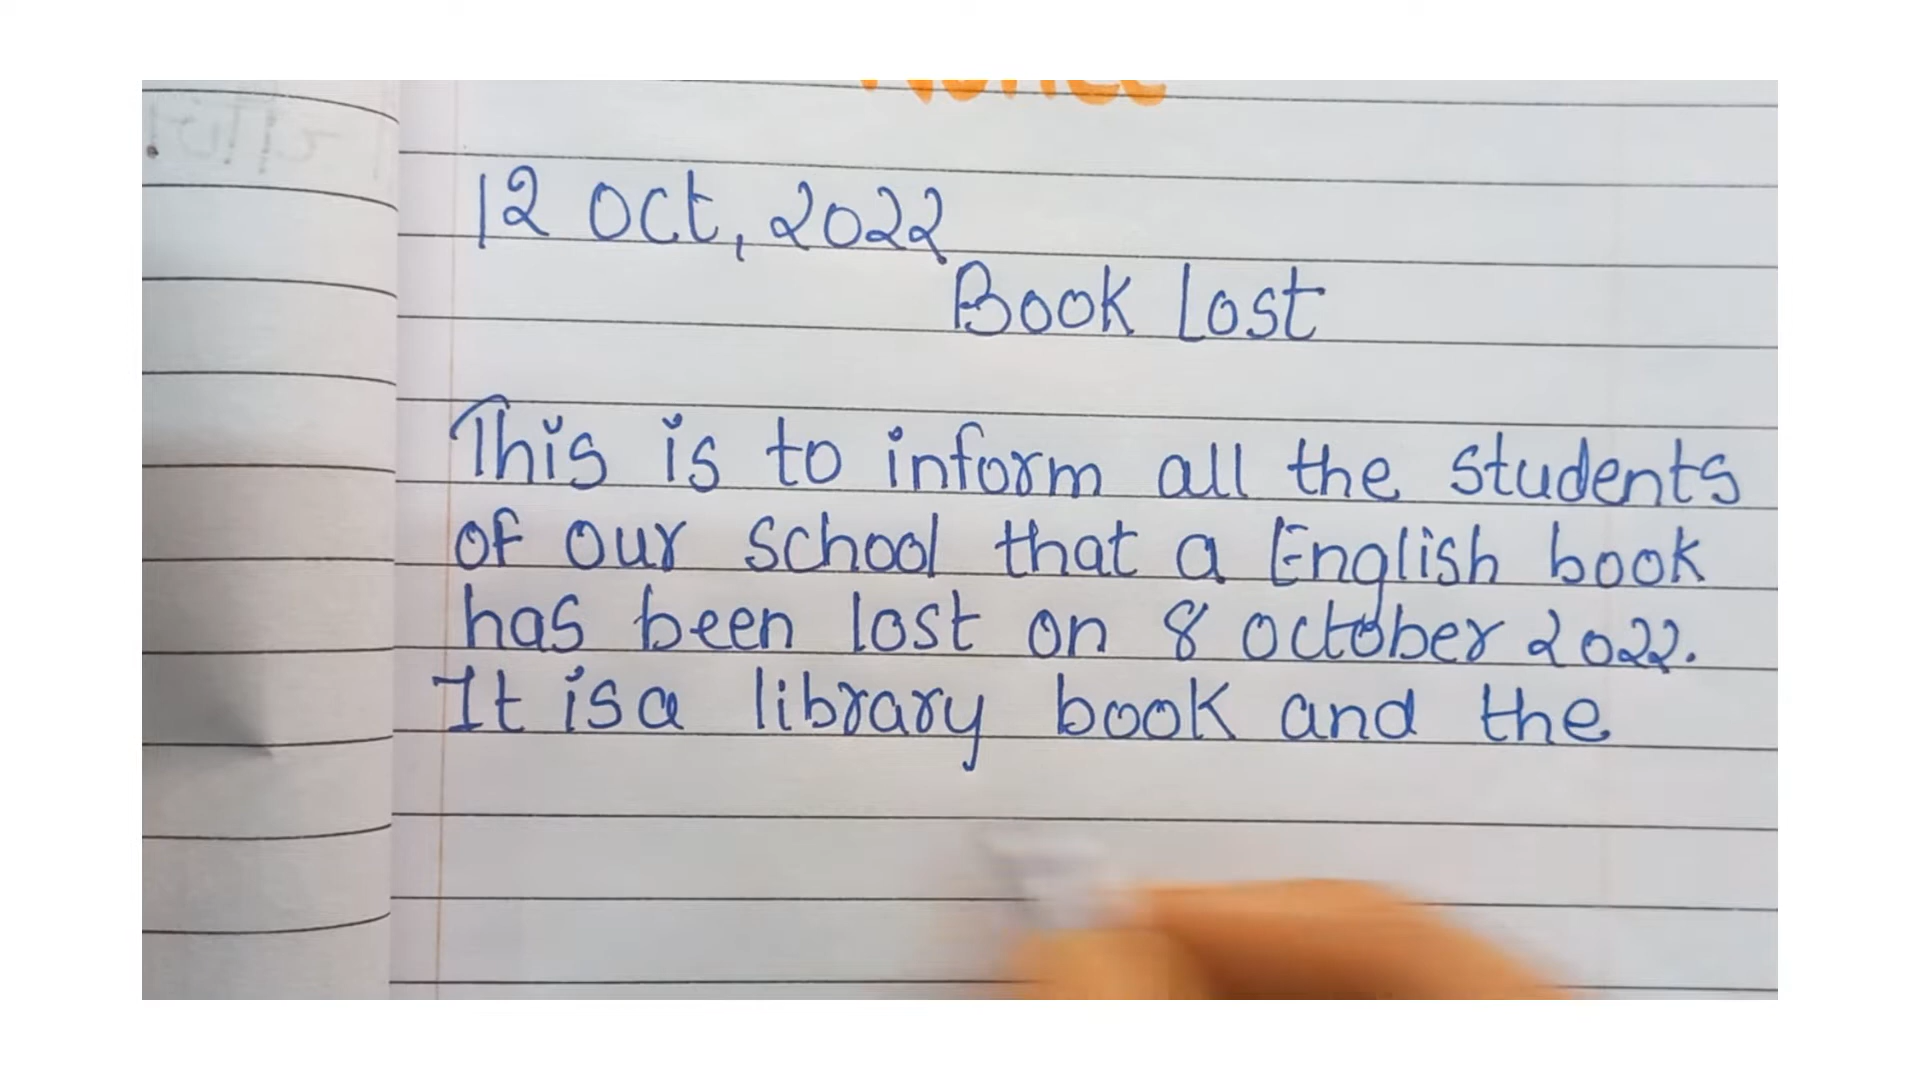 12 Oct, 2022
Book Lost
This is to inform all the students
of our school that a English book
has been lost on 8 October 2022.
It is a library book and the